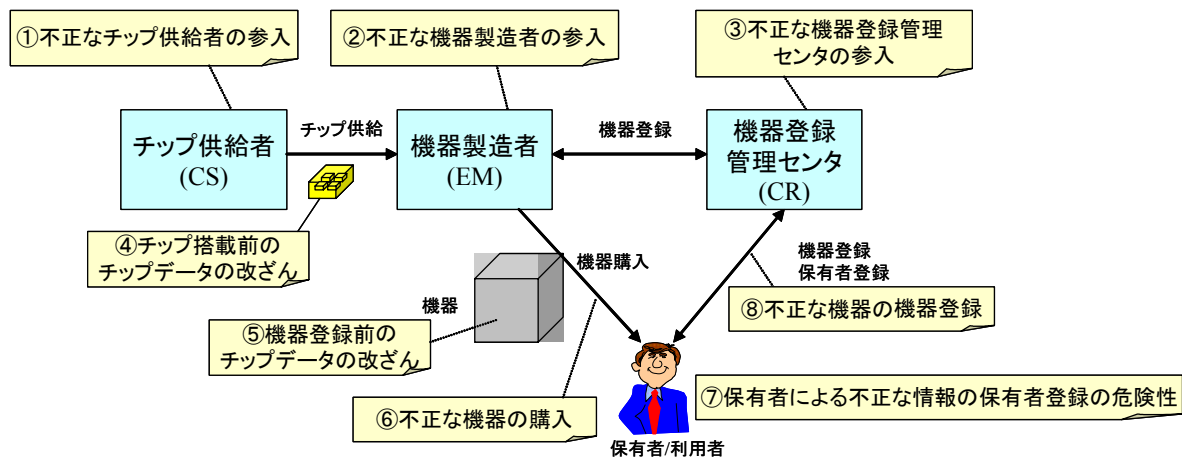 ①不正なチップ供給者の参入
②不正な機器製造者の参入
③不正な機器登録管理
センタの参入
チップ供給者
(CS)
チップ供給
機器製造者
(EM)
機器登録
機器登録
管理センタ
(CR)
④チップ搭載前の
チップデータの改ざん
機器
機器購入
機器登録
保有者登録
⑤機器登録前の
チップデータの改ざん
⑧不正な機器の機器登録
⑥不正な機器の購入
⑦保有者による不正な情報の保有者登録の危険性
保有者/利用者